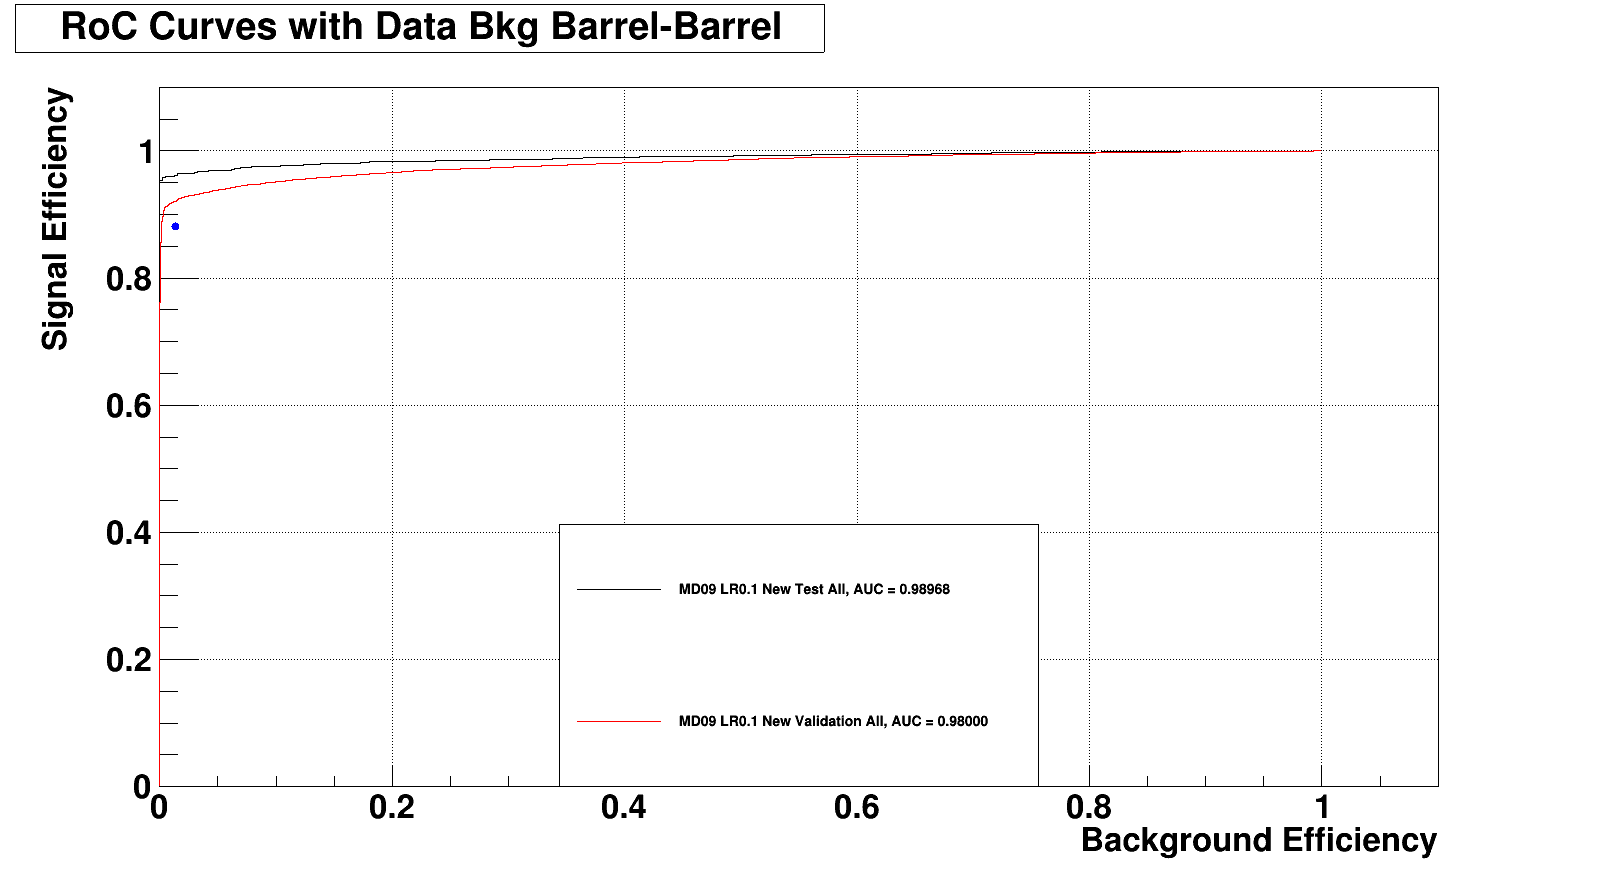 RoC Curves with Data Bkg Barrel-Barrel
Signal Efficiency
1
0.8
0.6
0.4
0.2
0
MD09 LR0.1 New Test All, AUC = 0.98968
MD09 LR0.1 New Validation All, AUC = 0.98000
0 0.2 0.4 0.6 0.8 1
Background Efficiency